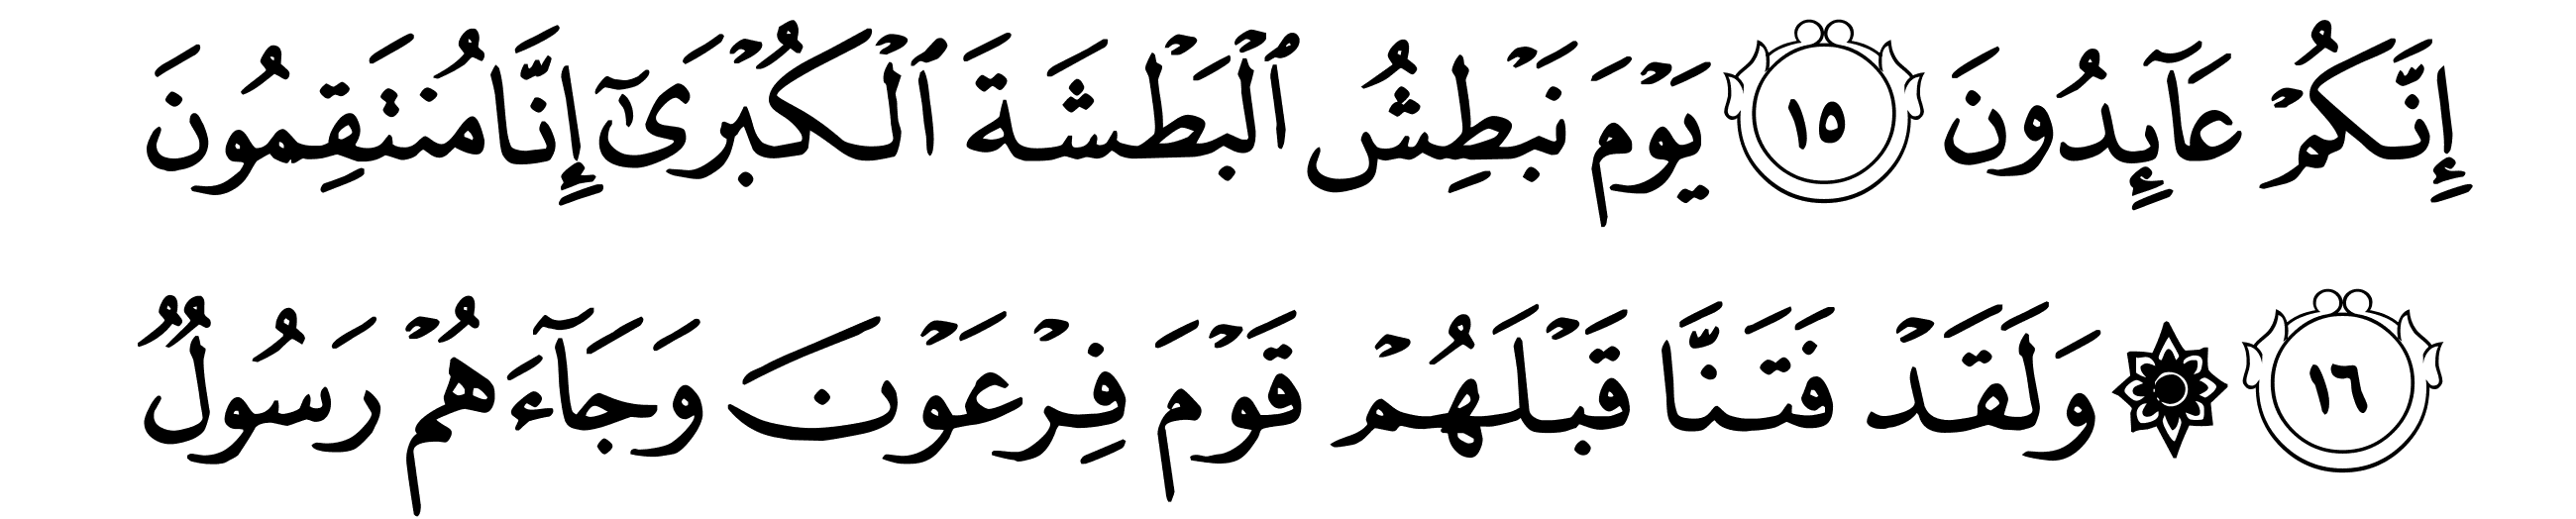 إِنَّكُمْ عَآئِدُونَ ١٥ يَوْمَ نَبْطِشُ ٱلْبَطْشَةَ ٱلْكُبْرَىٰٓ إِنَّا مُنتَقِمُونَ
١٦ ۞ وَلَقَدْ فَتَنَّا قَبْلَهُمْ قَوْمَ فِرْعَوْنَ وَجَآءَهُمْ رَسُولٌ